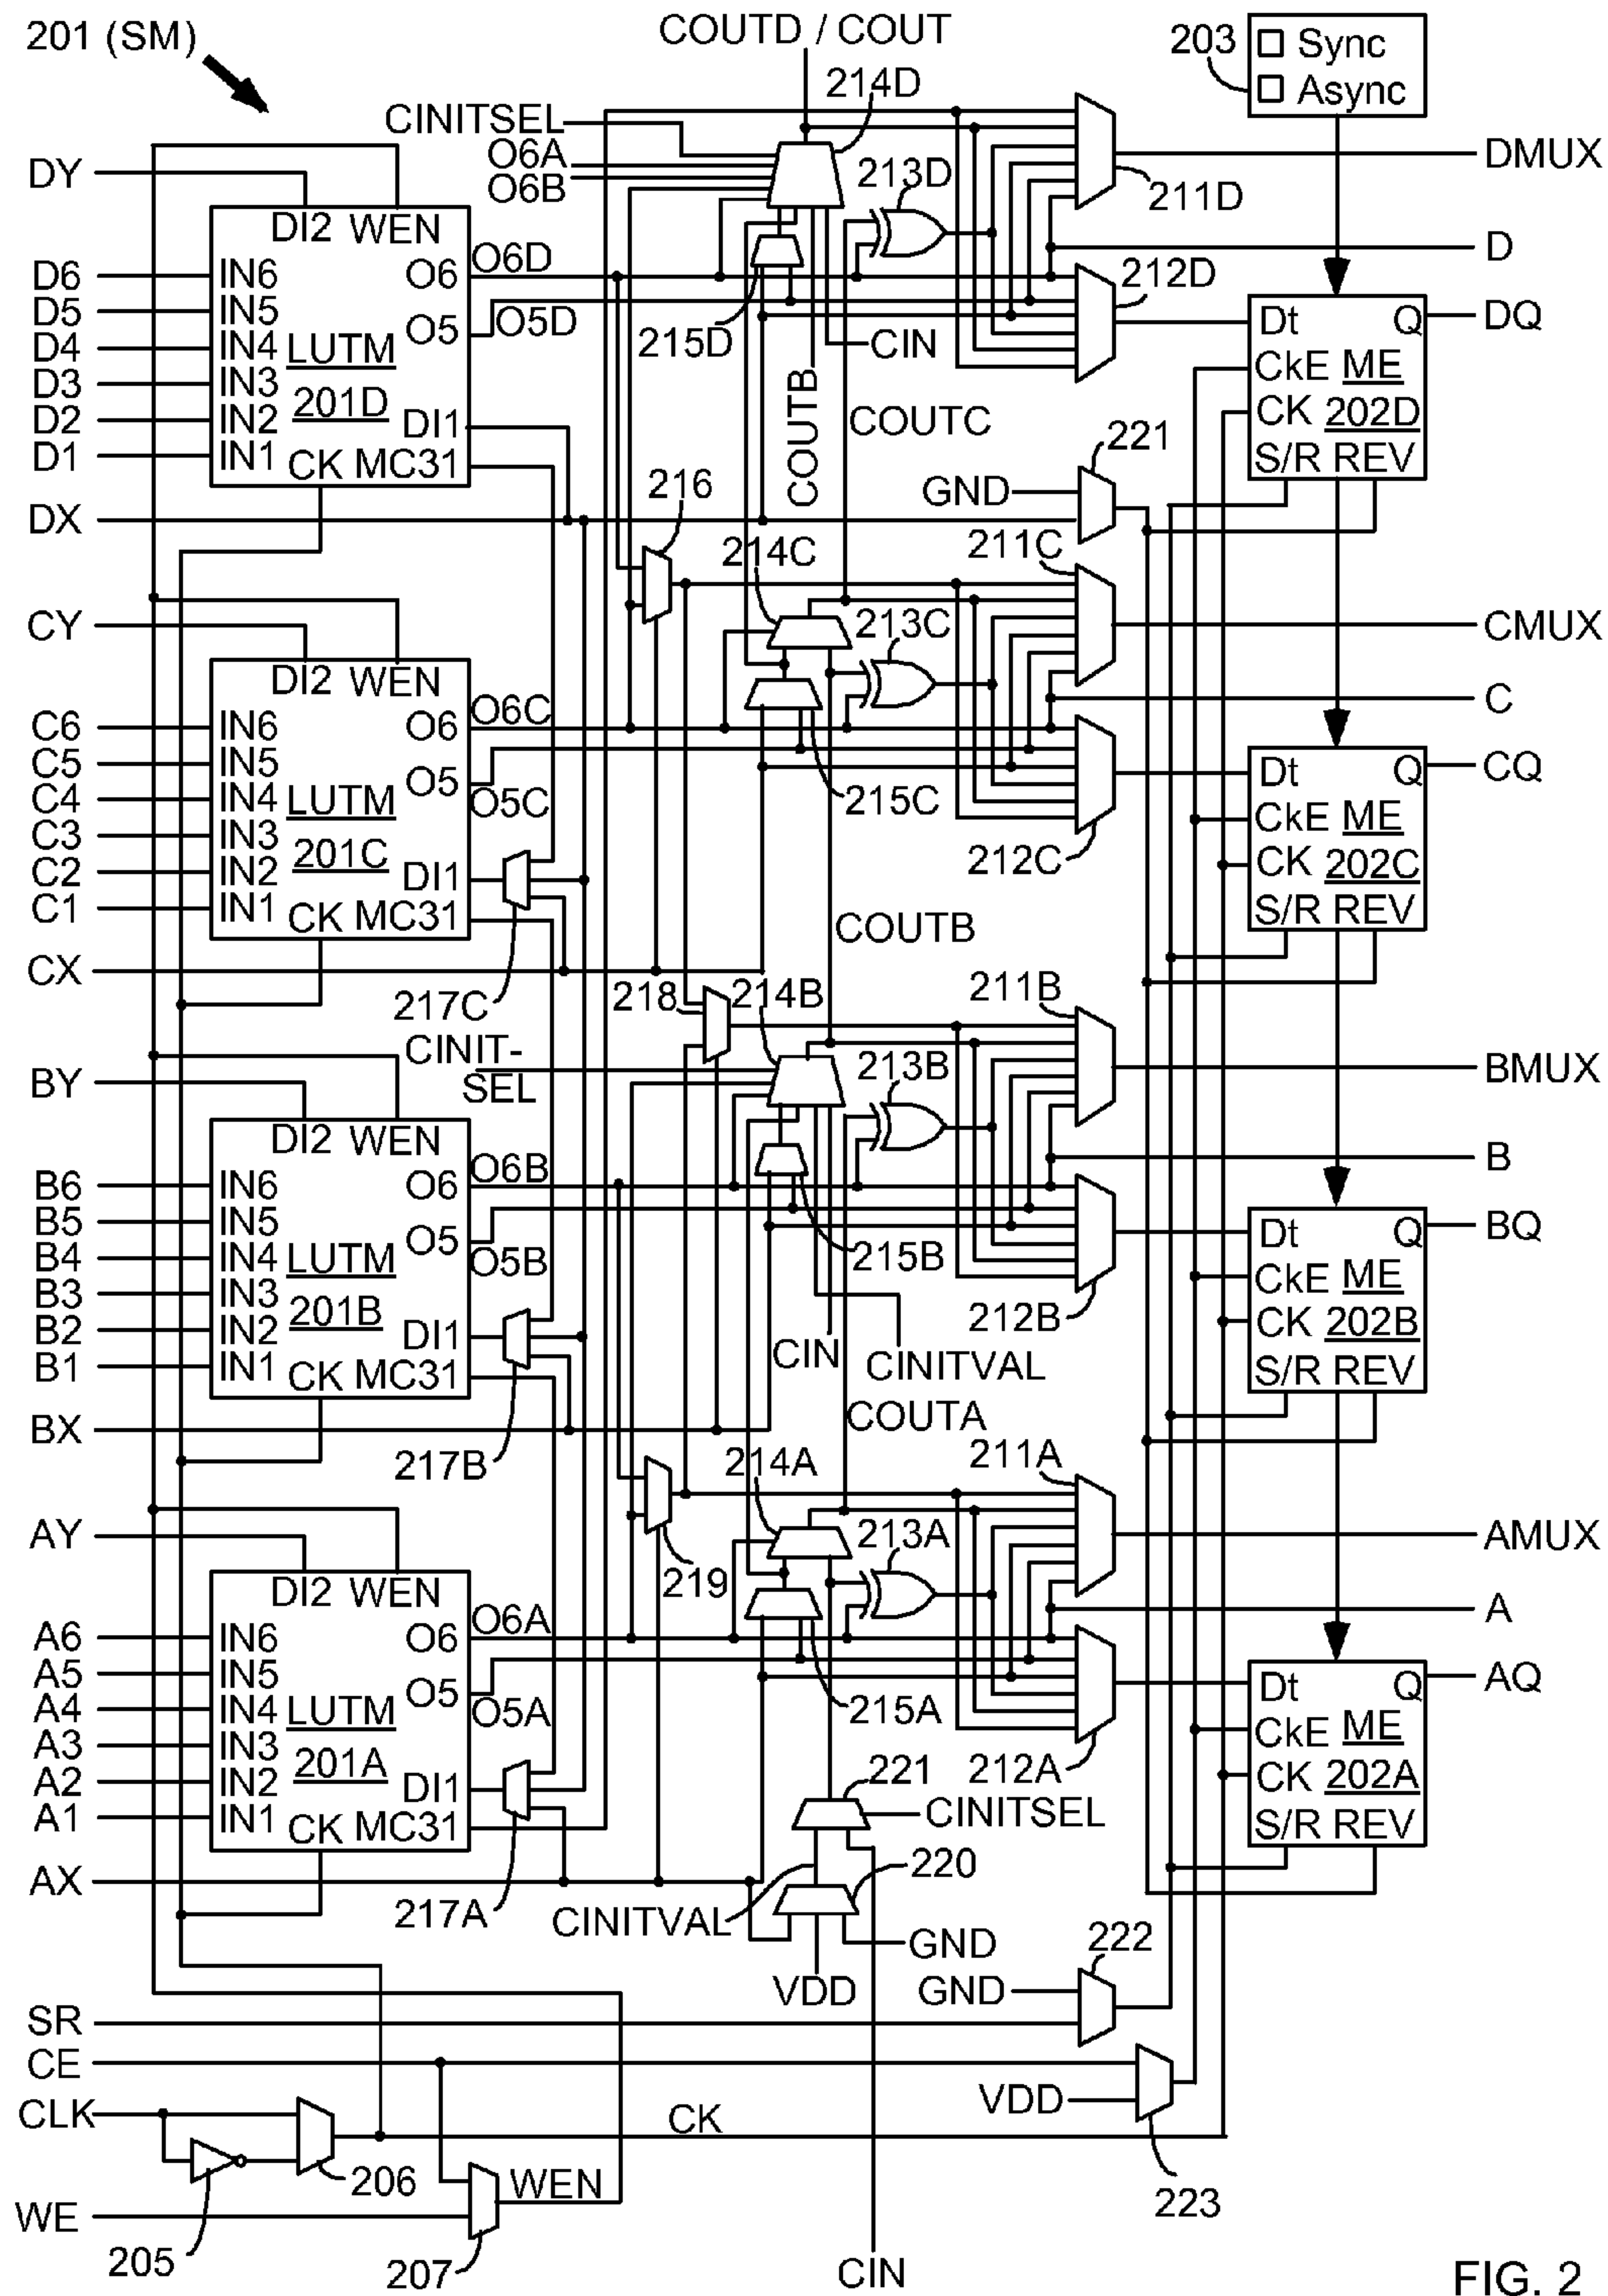 201 (SM)
COUTD / COUT
203
Sync
Async
214D
CINITSEL
O6A
O6B
213D
DMUX
211D
DY
DI2 WEN
D6
D5
D4
D3
D2
D1
IN6
IN5
IN4
IN3
IN2
IN1
LUTM
201D
O6
O5
DI1
CK MC31
O6D
O5D
215D
CIN
COUTB
COUTC
212D
D
Dt
Q
DQ
CkE ME
CK 202D
S/R REV
DX
216
GND
221
214C
211C
213C
CMUX
CY
DI2 WEN
C6
C5
C4
C3
C2
C1
IN6
IN5
IN4
IN3
IN2
IN1
LUTM
201C
O6
O5
DI1
CK MC31
O6C
O5C
215C
212C
C
Dt
Q
CQ
CkE ME
CK 202C
S/R REV
COUTB
CX
217C
218
214B
211B
CINIT-
SEL
213B
BMUX
BY
DI2 WEN
B6
B5
B4
B3
B2
B1
IN6
IN5
IN4
IN3
IN2
IN1
LUTM
201B
O6
O5
DI1
CK MC31
O6B
O5B
215B
212B
B
Dt
Q
BQ
CkE ME
CK 202B
S/R REV
CIN
CINITVAL
COUTA
BX
217B
214A
211A
213A
219
AMUX
AY
DI2 WEN
A6
A5
A4
A3
A2
A1
IN6
IN5
IN4
IN3
IN2
IN1
LUTM
201A
O6
O5
DI1
CK MC31
O6A
O5A
215A
212A
A
Dt
Q
AQ
CkE ME
CK 202A
S/R REV
221
CINITSEL
220
AX
217A
CINITVAL
GND
VDD
GND
222
SR
CE
VDD
CLK
CK
206
WEN
223
WE
205
207
CIN
FIG. 2